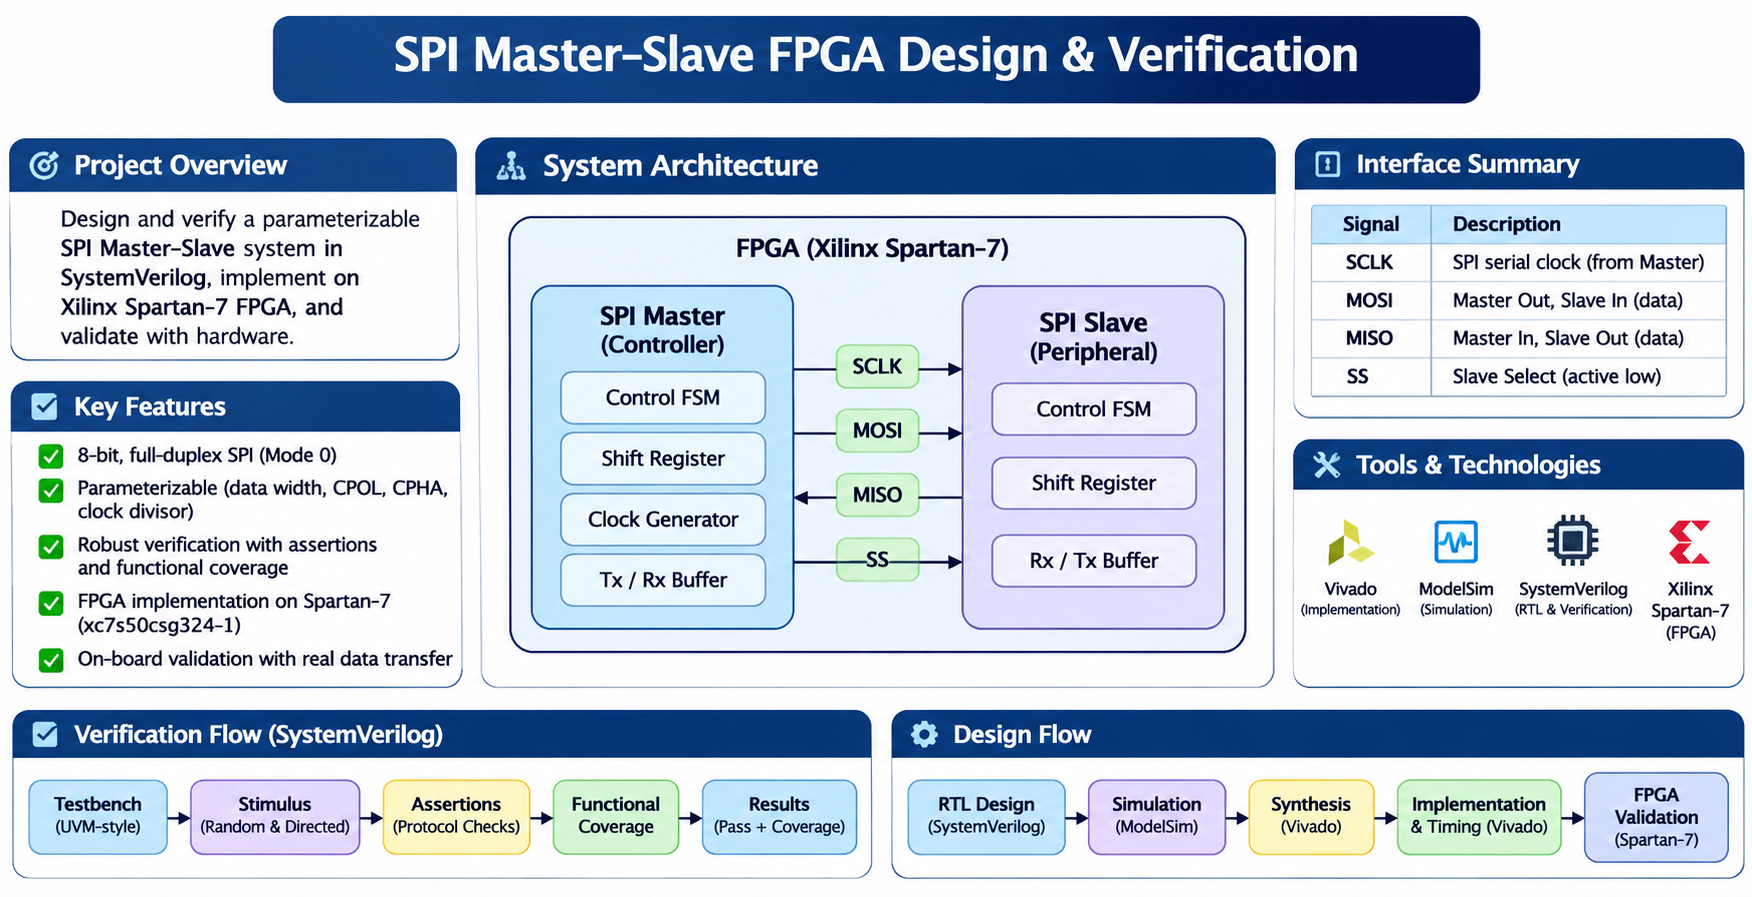 SPI Master–Slave FPGA Design & Verification
Project Overview
Design and verify a parameterizable
SPI Master–Slave system in
SystemVerilog, implement on
Xilinx Spartan-7 FPGA, and
validate with hardware.
Key Features
8-bit, full-duplex SPI (Mode 0)
Parameterizable (data width, CPOL, CPHA,
clock divisor)
Robust verification with assertions
and functional coverage
FPGA implementation on Spartan-7
(xc7s50csg324-1)
On-board validation with real data transfer
System Architecture
FPGA (Xilinx Spartan-7)
SPI Master
(Controller)
Control FSM
Shift Register
Clock Generator
Tx / Rx Buffer
SCLK
MOSI
MISO
SS
SPI Slave
(Peripheral)
Control FSM
Shift Register
Rx / Tx Buffer
Interface Summary
Signal Description
SCLK SPI serial clock (from Master)
MOSI Master Out, Slave In (data)
MISO Master In, Slave Out (data)
SS Slave Select (active low)
Tools & Technologies
Vivado
(Implementation)
ModelSim
(Simulation)
SystemVerilog
(RTL & Verification)
Xilinx
Spartan-7
(FPGA)
Verification Flow (SystemVerilog)
Testbench
(UVM-style)
Stimulus
(Random & Directed)
Assertions
(Protocol Checks)
Functional
Coverage
Results
(Pass + Coverage)
Design Flow
RTL Design
(SystemVerilog)
Simulation
(ModelSim)
Synthesis
(Vivado)
Implementation
& Timing (Vivado)
FPGA
Validation
(Spartan-7)